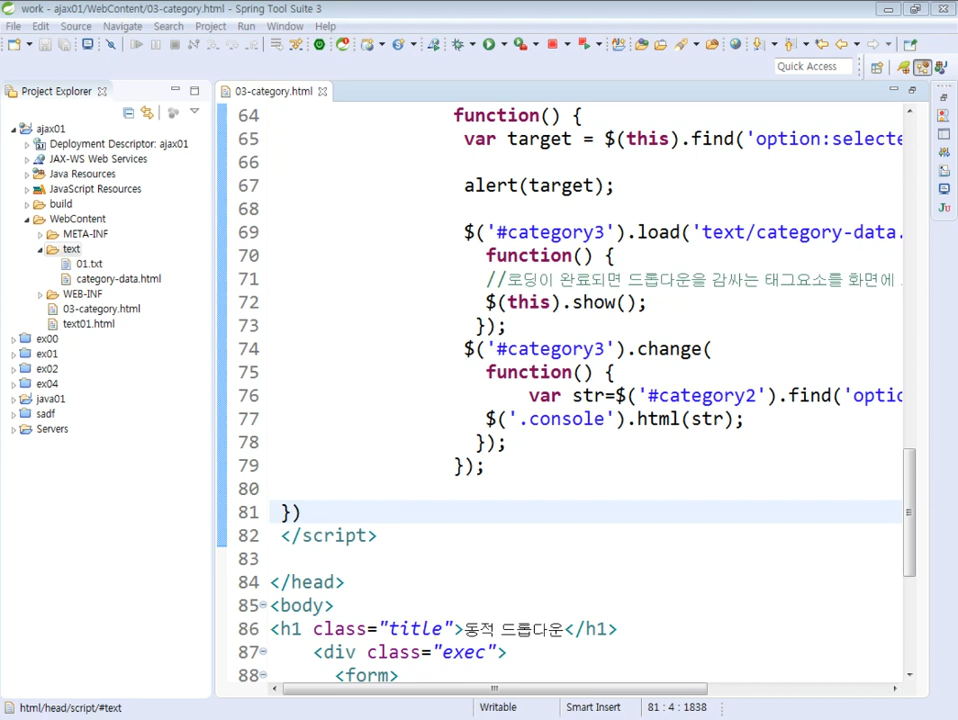 work - ajax01/WebContent/03-category.html - Spring Tool Suite 3
File Edit Source Navigate Search Project Run Window Help
Quick Access
Project Explorer
03-category.html
ajax01
Deployment Descriptor: ajax01
JAX-WS Web Services
Java Resources
JavaScript Resources
build
WebContent
META-INF
text
01.txt
category-data.html
WEB-INF
03-category.html
text01.html
ex00
ex01
ex02
ex04
java01
sadf
Servers
64 function() {
65 var target = $(this).find('option:selecte
66
67 alert(target);
68
69 $('#category3').load('text/category-data.
70 function() {
71 //로딩이 완료되면 드롭다운을 감싸는 태그요소를 화면에
72 $(this).show();
73 });
74 $('#category3').change(
75 function() {
76 var str=$('#category2').find('optio
77 $('.console').html(str);
78 });
79 });
80
81 })
82 </script>
83
84 </head>
85 <body>
86 <h1 class="title">동적 드롭다운</h1>
87 <div class="exec">
88 <form>
html/head/script/#text
Writable
Smart Insert
81 : 4 : 1838